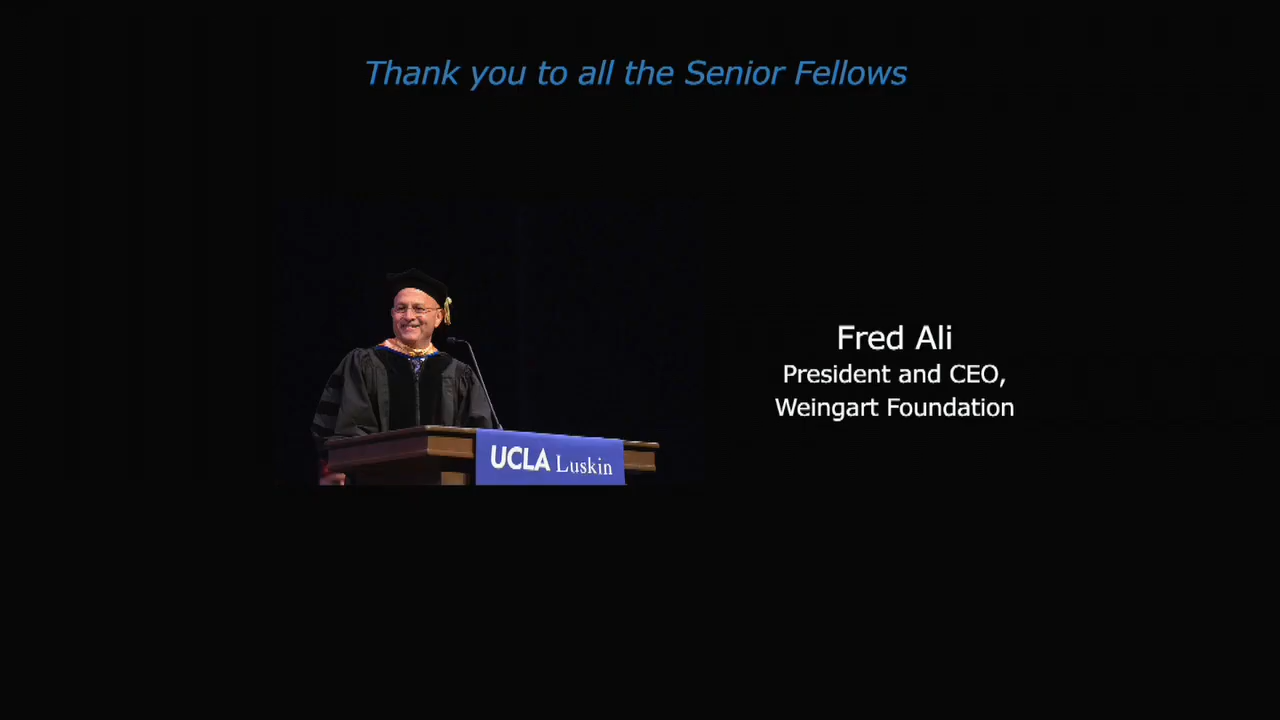 Thank you to all the Senior Fellows
Fred Ali
President and CEO,
Weingart Foundation
UCLA Luskin